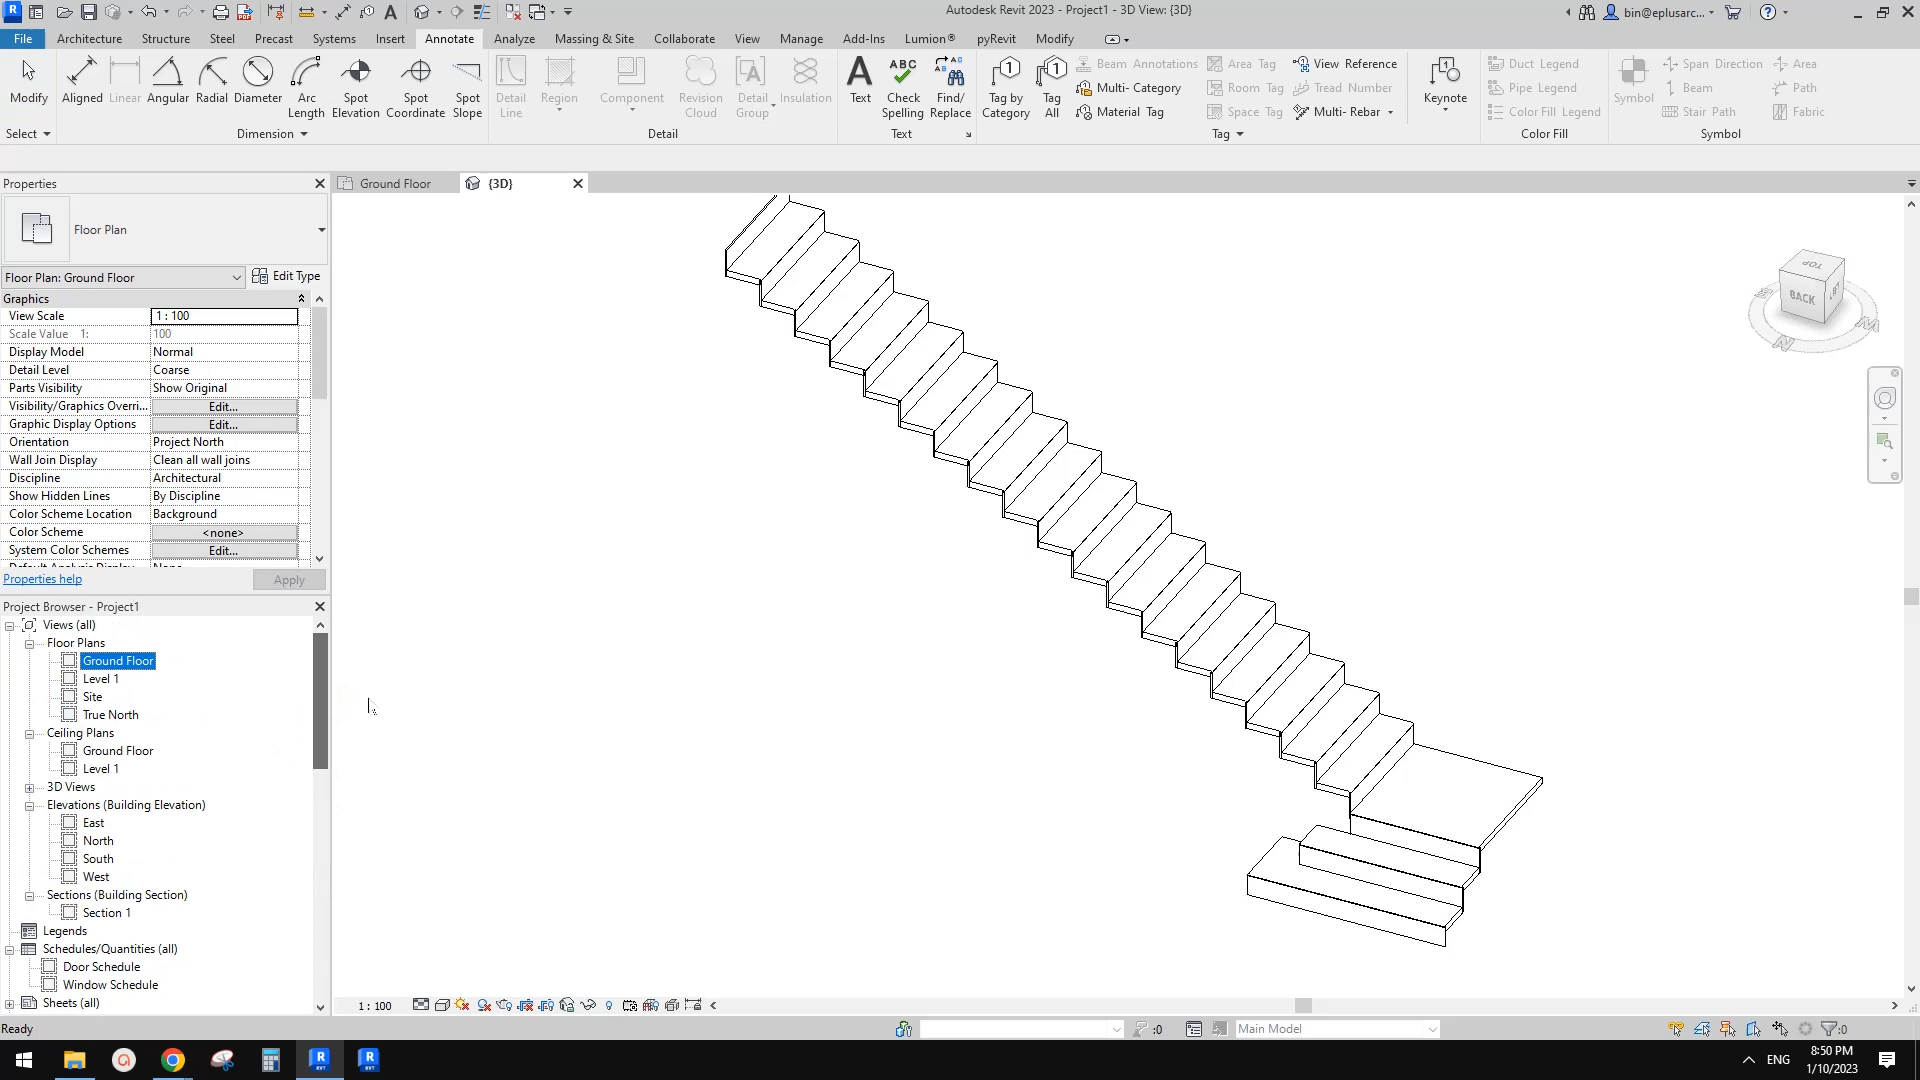 Autodesk Revit 2023 - Project1 - 3D View: {3D}
bin@eplusarc...
File Architecture Structure Steel Precast Systems Insert Annotate Analyze Massing & Site Collaborate View Manage Add-Ins Lumion® pyRevit Modify
Modify Aligned Linear Angular Radial Diameter Arc Length Spot Elevation Spot Coordinate Spot Slope
Detail Line Region Component Revision Cloud Detail Group Insulation
A Text ABC Check Spelling Find/ Replace
Tag by Category Tag All
Beam Annotations Area Tag View Reference
Multi- Category Room Tag Tread Number
Material Tag Space Tag Multi- Rebar
Keynote
Duct Legend
Pipe Legend
Color Fill Legend
Symbol
Span Direction Area
Beam Path
Stair Path Fabric
Select Dimension Detail Text Tag Color Fill Symbol
Properties
Ground Floor {3D}
Floor Plan
Floor Plan: Ground Floor Edit Type
Graphics
View Scale 1 : 100
Scale Value 1: 100
Display Model Normal
Detail Level Coarse
Parts Visibility Show Original
Visibility/Graphics Overri... Edit...
Graphic Display Options Edit...
Orientation Project North
Wall Join Display Clean all wall joins
Discipline Architectural
Show Hidden Lines By Discipline
Color Scheme Location Background
Color Scheme <none>
System Color Schemes Edit...
Default Analysis Display None
Properties help Apply
Project Browser - Project1
Views (all)
Floor Plans
Ground Floor
Level 1
Site
True North
Ceiling Plans
Ground Floor
Level 1
3D Views
Elevations (Building Elevation)
East
North
South
West
Sections (Building Section)
Section 1
Legends
Schedules/Quantities (all)
Door Schedule
Window Schedule
Sheets (all)
TOP
BACK
1 : 100
Ready
:0
Main Model
:0
ENG
8:50 PM
1/10/2023